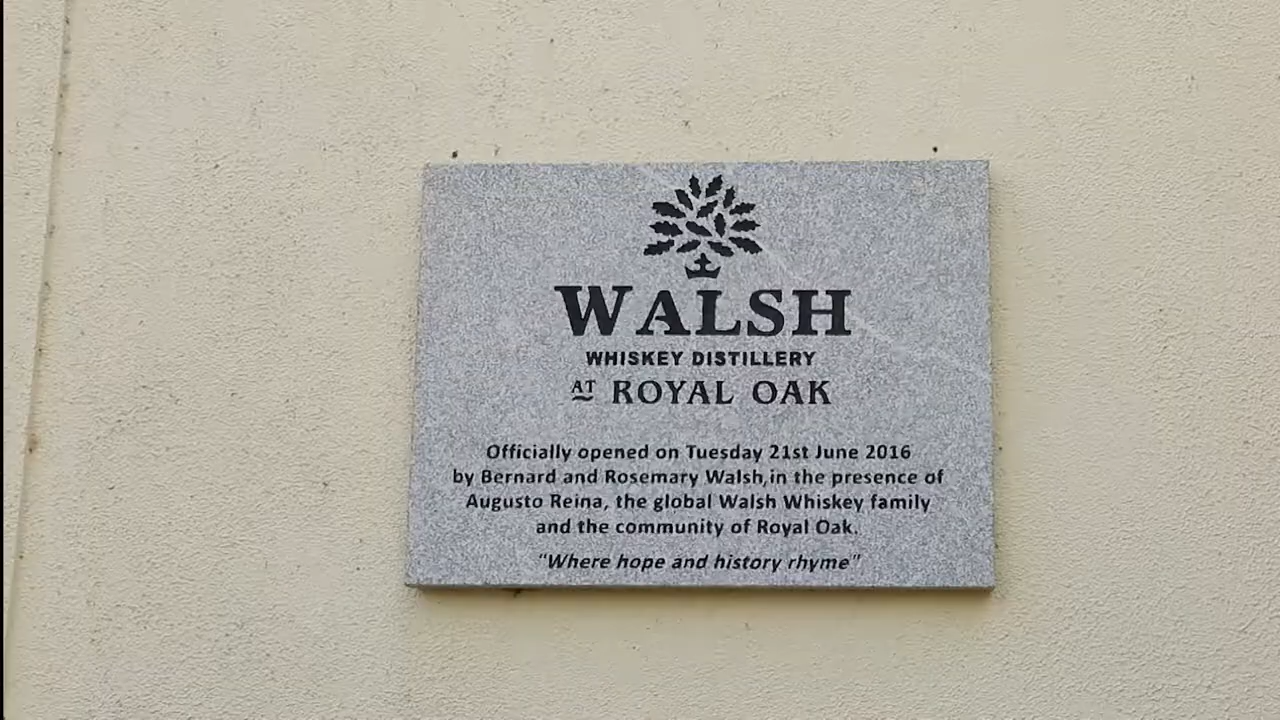 WALSH
WHISKEY DISTILLERY
AT ROYAL OAK
Officially opened on Tuesday 21st June 2016
by Bernard and Rosemary Walsh,in the presence of
Augusto Reina, the global Walsh Whiskey family
and the community of Royal Oak.
"Where hope and history rhyme"